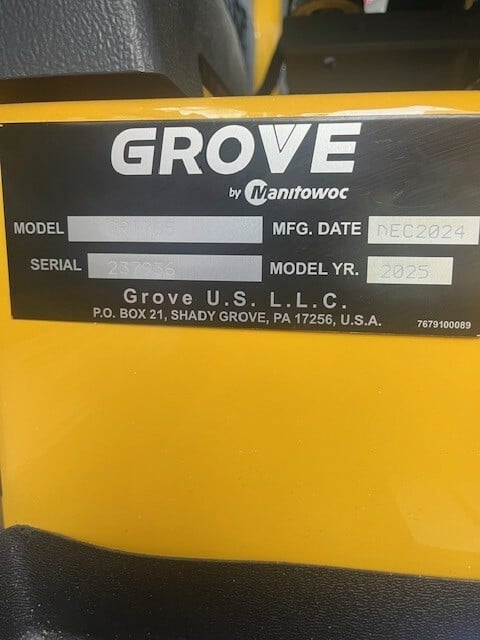 GROVE
by Manitowoc
MODEL MFG. DATE DEC2024
SERIAL MODEL YR. 2025
Grove U.S. L.L.C.
P.O. BOX 21, SHADY GROVE, PA 17256, U.S.A. 7679100089